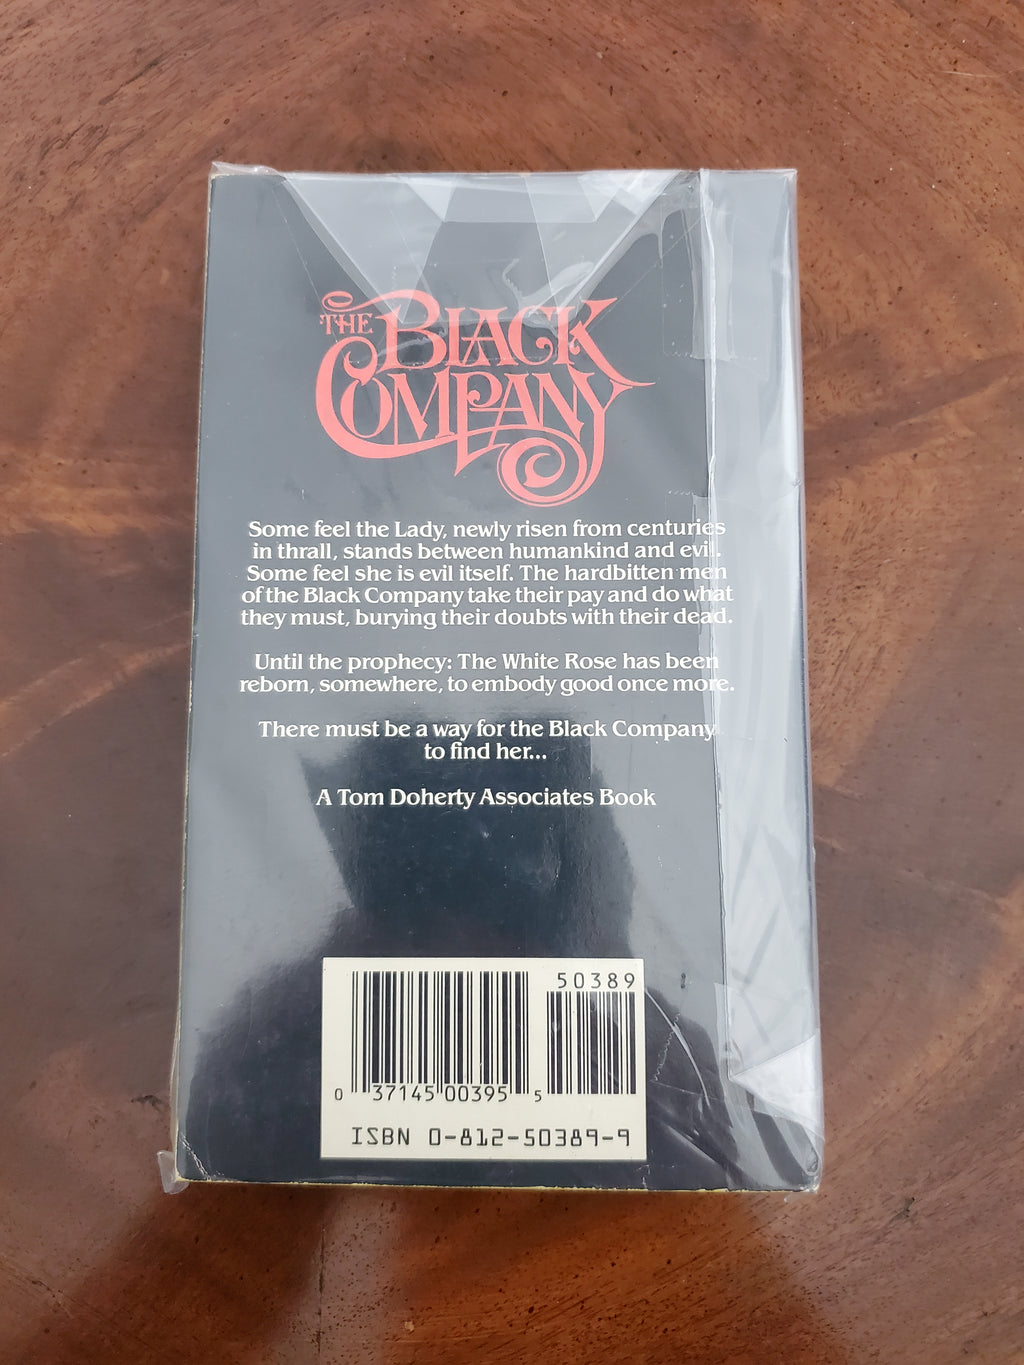 THE BLACK
COMPANY
Some feel the Lady, newly risen from centuries
in thrall, stands between humankind and evil.
Some feel she is evil itself. The hardbitten men
of the Black Company take their pay and do what
they must, burying their doubts with their dead.
Until the prophecy: The White Rose has been
reborn, somewhere, to embody good once more.
There must be a way for the Black Company
to find her...
A Tom Doherty Associates Book
50389
0 37145 00395 5
ISBN 0-812-50389-9